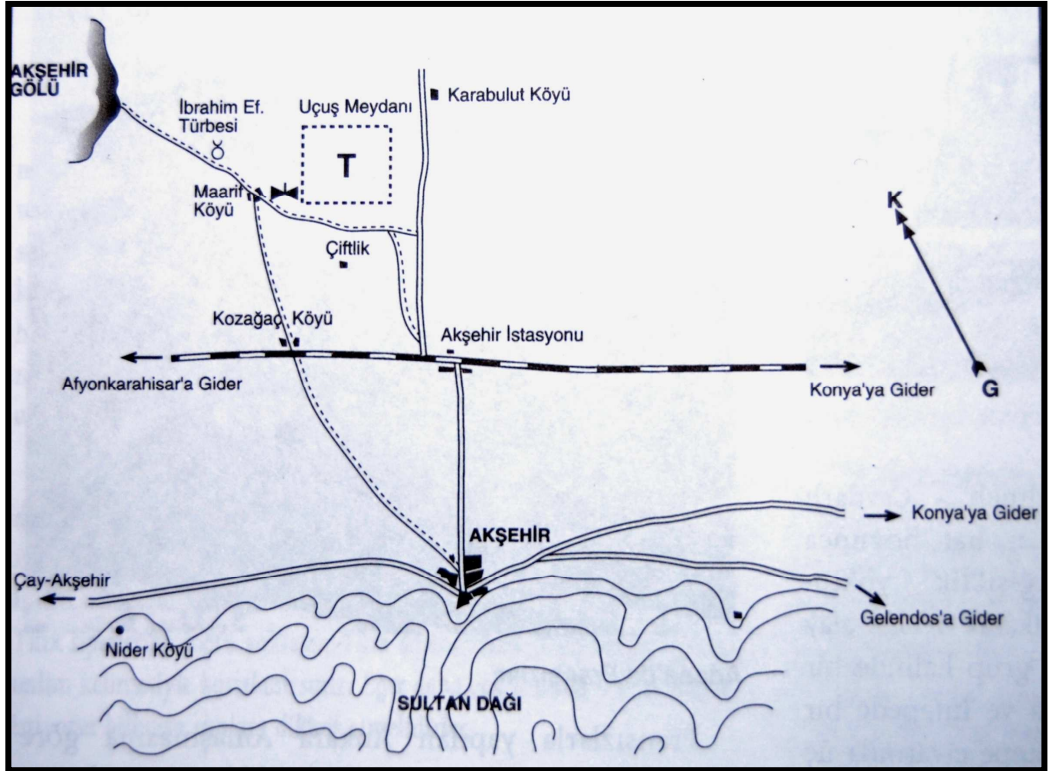 AKŞEHİR
GÖLÜ
İbrahim Ef.
Türbesi
Uçuş Meydanı
Karabulut Köyü
T
Maarif
Köyü
K
Çiftlik
Kozağaç Köyü
Akşehir İstasyonu
Afyonkarahisar'a Gider
Konya'ya Gider
G
Konya'ya Gider
AKŞEHİR
Çay-Akşehir
Gelendos'a Gider
Nider Köyü
SULTAN DAĞI